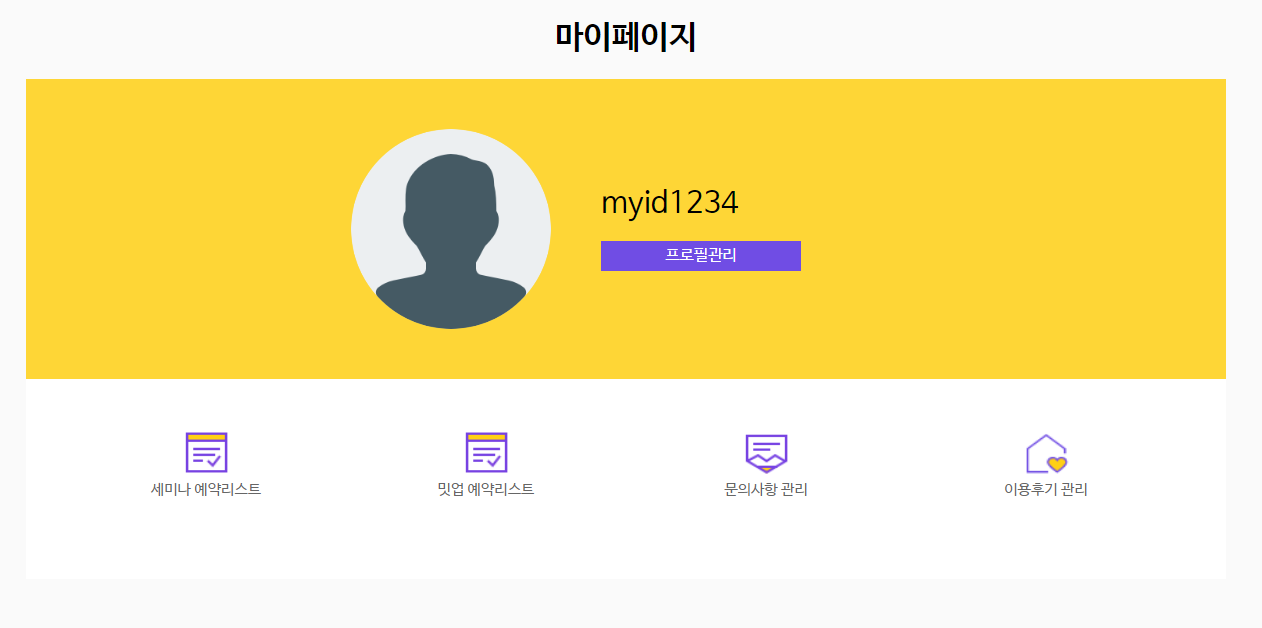 마이페이지
myid1234
프로필관리
세미나 예약리스트
밋업 예약리스트
문의사항 관리
이용후기 관리